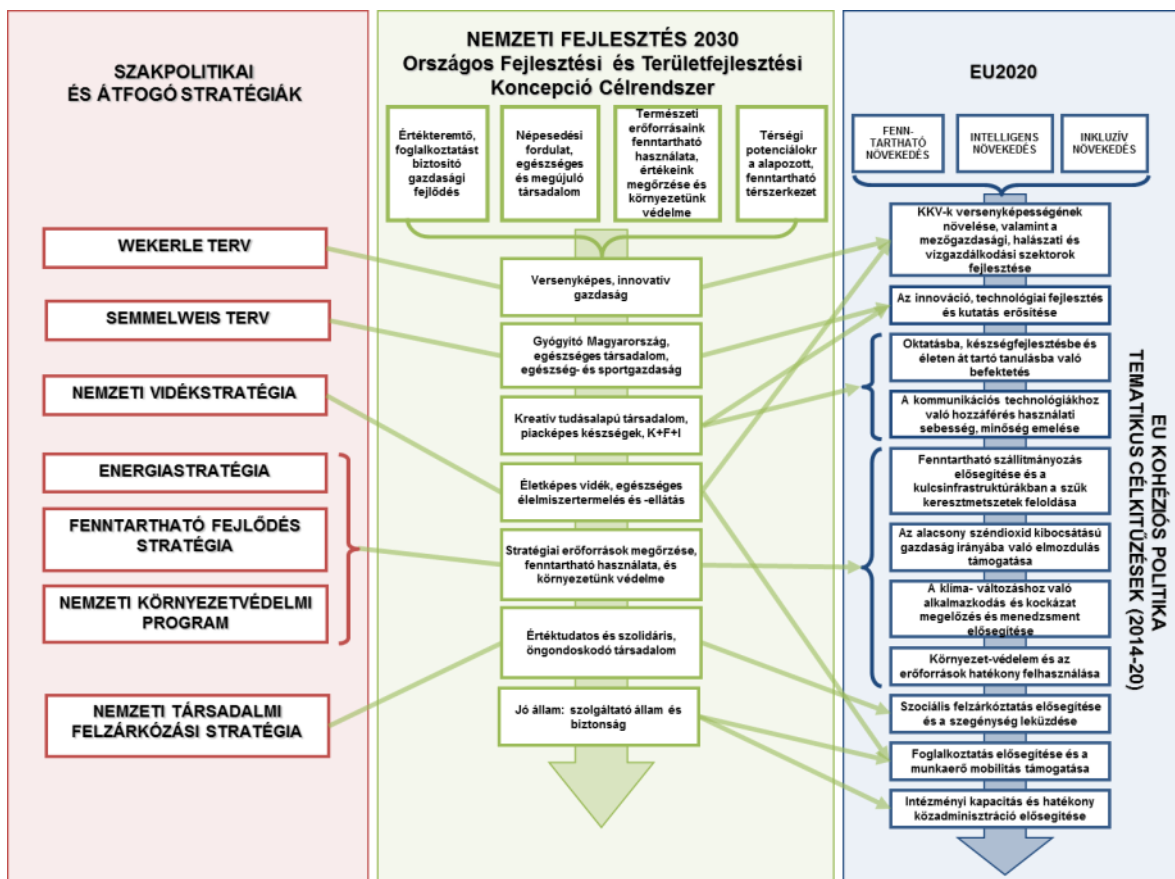 SZAKPOLITIKAI
ÉS ÁTFOGÓ STRATÉGIÁK
WEKERLE TERV
SEMMELWEIS TERV
NEMZETI VIDÉKSTRATÉGIA
ENERGIASTRATÉGIA
FENNTARTHATÓ FEJLŐDÉS
STRATÉGIA
NEMZETI KÖRNYEZETVÉDELMI
PROGRAM
NEMZETI TÁRSADALMI
FELZÁRKÓZÁSI STRATÉGIA
NEMZETI FEJLESZTÉS 2030
Országos Fejlesztési és Területfejlesztési
Koncepció Célrendszer
Értékteremtő,
foglalkoztatást
biztosító
gazdasági
fejlődés
Népesedési
fordulat,
egészséges
és megújuló
társadalom
Természeti
erőforrásaink
fenntartható
használata,
értékeink
megőrzése és
környezetünk
védelme
Térségi
potenciálokr
a alapozott,
fenntartható
térszerkezet
Versenyképes, innovatív
gazdaság
Gyógyító Magyarország,
egészséges társadalom,
egészség- és sportgazdaság
Kreatív tudásalapú társadalom,
piacképes készségek, K+F+I
Életképes vidék, egészséges
élelmiszertermelés és -ellátás
Stratégiai erőforrások megőrzése,
fenntartható használata, és
környezetünk védelme
Értéktudatos és szolidáris,
öngondoskodó társadalom
Jó állam: szolgáltató állam és
biztonság
EU2020
FENN-
TARTHATÓ
NÖVEKEDÉS
INTELLIGENS
NÖVEKEDÉS
INKLUZÍV
NÖVEKEDÉS
KKV-k versenyképességének
növelése, valamint a
mezőgazdasági, halászati és
vízgazdálkodási szektorok
fejlesztése
Az innováció, technológiai fejlesztés
és kutatás erősítése
Oktatásba, készségfejlesztésbe és
életen át tartó tanulásba való
befektetés
A kommunikációs technológiákhoz
való hozzáférés használati
sebesség, minőség emelése
Fenntartható szállítmányozás
elősegítése és a
kulcsinfrastruktúrákban a szűk
keresztmetszetek feloldása
Az alacsony széndioxid kibocsátású
gazdaság irányába való elmozdulás
támogatása
A klíma- változáshoz való
alkalmazkodás és kockázat
megelőzés és menedzsment
elősegítése
Környezet-védelem és az
erőforrások hatékony felhasználása
Szociális felzárkóztatás elősegítése
és a szegénység leküzdése
Foglalkoztatás elősegítése és a
munkaerő mobilitás támogatása
Intézményi kapacitás és hatékony
közadminisztráció elősegítése
EU KOHÉZIÓS POLITIKA
TEMATIKUS CÉLKITŰZÉSEK (2014-20)